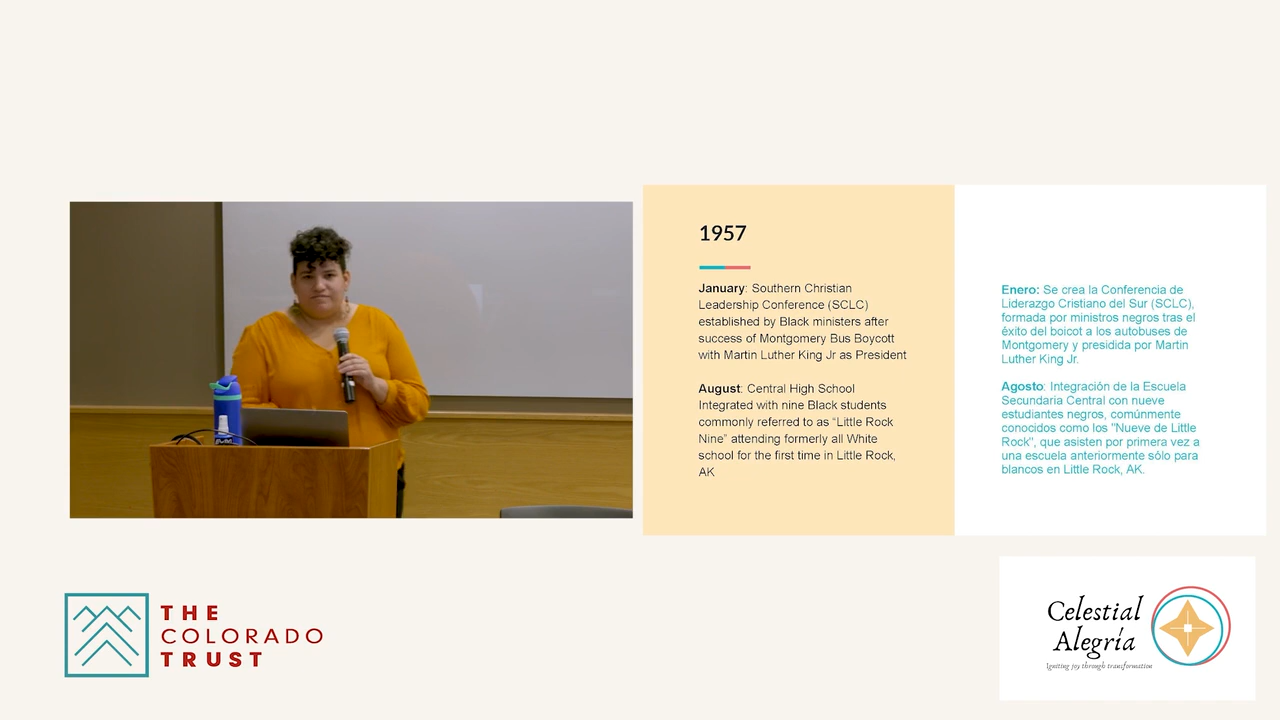 1957
January: Southern Christian
Leadership Conference (SCLC)
established by Black ministers after
success of Montgomery Bus Boycott
with Martin Luther King Jr as President
August: Central High School
Integrated with nine Black students
commonly referred to as “Little Rock
Nine” attending formerly all White
school for the first time in Little Rock,
AK
Enero: Se crea la Conferencia de
Liderazgo Cristiano del Sur (SCLC),
formada por ministros negros tras el
éxito del boicot a los autobuses de
Montgomery y presidida por Martin
Luther King Jr.
Agosto: Integración de la Escuela
Secundaria Central con nueve
estudiantes negros, comúnmente
conocidos como los "Nueve de Little
Rock", que asisten por primera vez a
una escuela anteriormente sólo para
blancos en Little Rock, AK.
THE
COLORADO
TRUST
Celestial
Alegría
Igniting joy through transformation